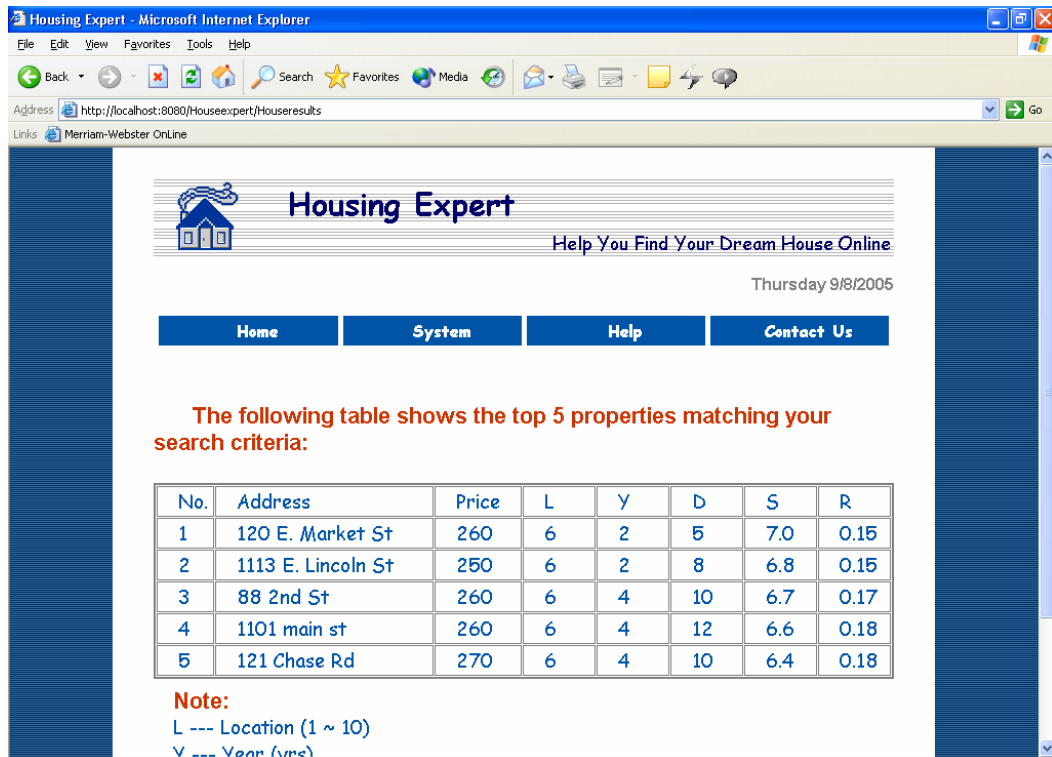 Housing Expert - Microsoft Internet Explorer
File Edit View Favorites Tools Help
Back Search Favorites Media
Address http://localhost:8080/Houseexpert/Houseresults Go
Links Merriam-Webster OnLine
Housing Expert
Help You Find Your Dream House Online
Thursday 9/8/2005
Home System Help Contact Us
The following table shows the top 5 properties matching your
search criteria:
No. Address Price L Y D S R
1 120 E. Market St 260 6 2 5 7.0 0.15
2 1113 E. Lincoln St 250 6 2 8 6.8 0.15
3 88 2nd St 260 6 4 10 6.7 0.17
4 1101 main st 260 6 4 12 6.6 0.18
5 121 Chase Rd 270 6 4 10 6.4 0.18
Note:
L --- Location (1 ~ 10)
Y --- Year (yrs)